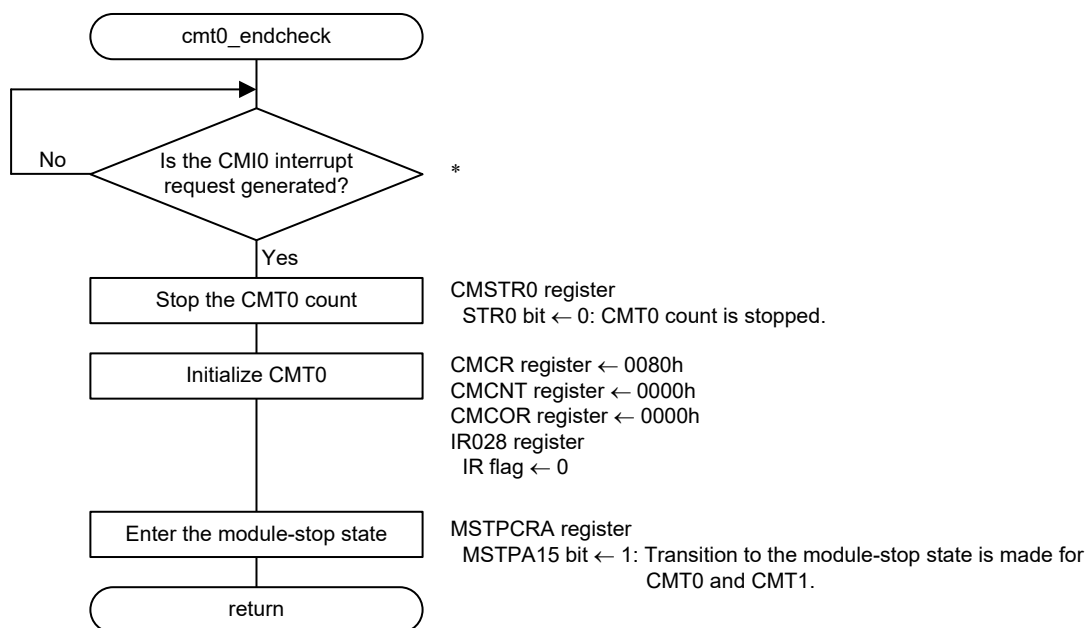 cmt0_endcheck
No
Is the CMI0 interrupt
request generated?
*
Yes
Stop the CMT0 count
CMSTR0 register
STR0 bit ← 0: CMT0 count is stopped.
Initialize CMT0
CMCR register ← 0080h
CMCNT register ← 0000h
CMCOR register ← 0000h
IR028 register
IR flag ← 0
Enter the module-stop state
MSTPCRA register
MSTPA15 bit ← 1: Transition to the module-stop state is made for
CMT0 and CMT1.
return